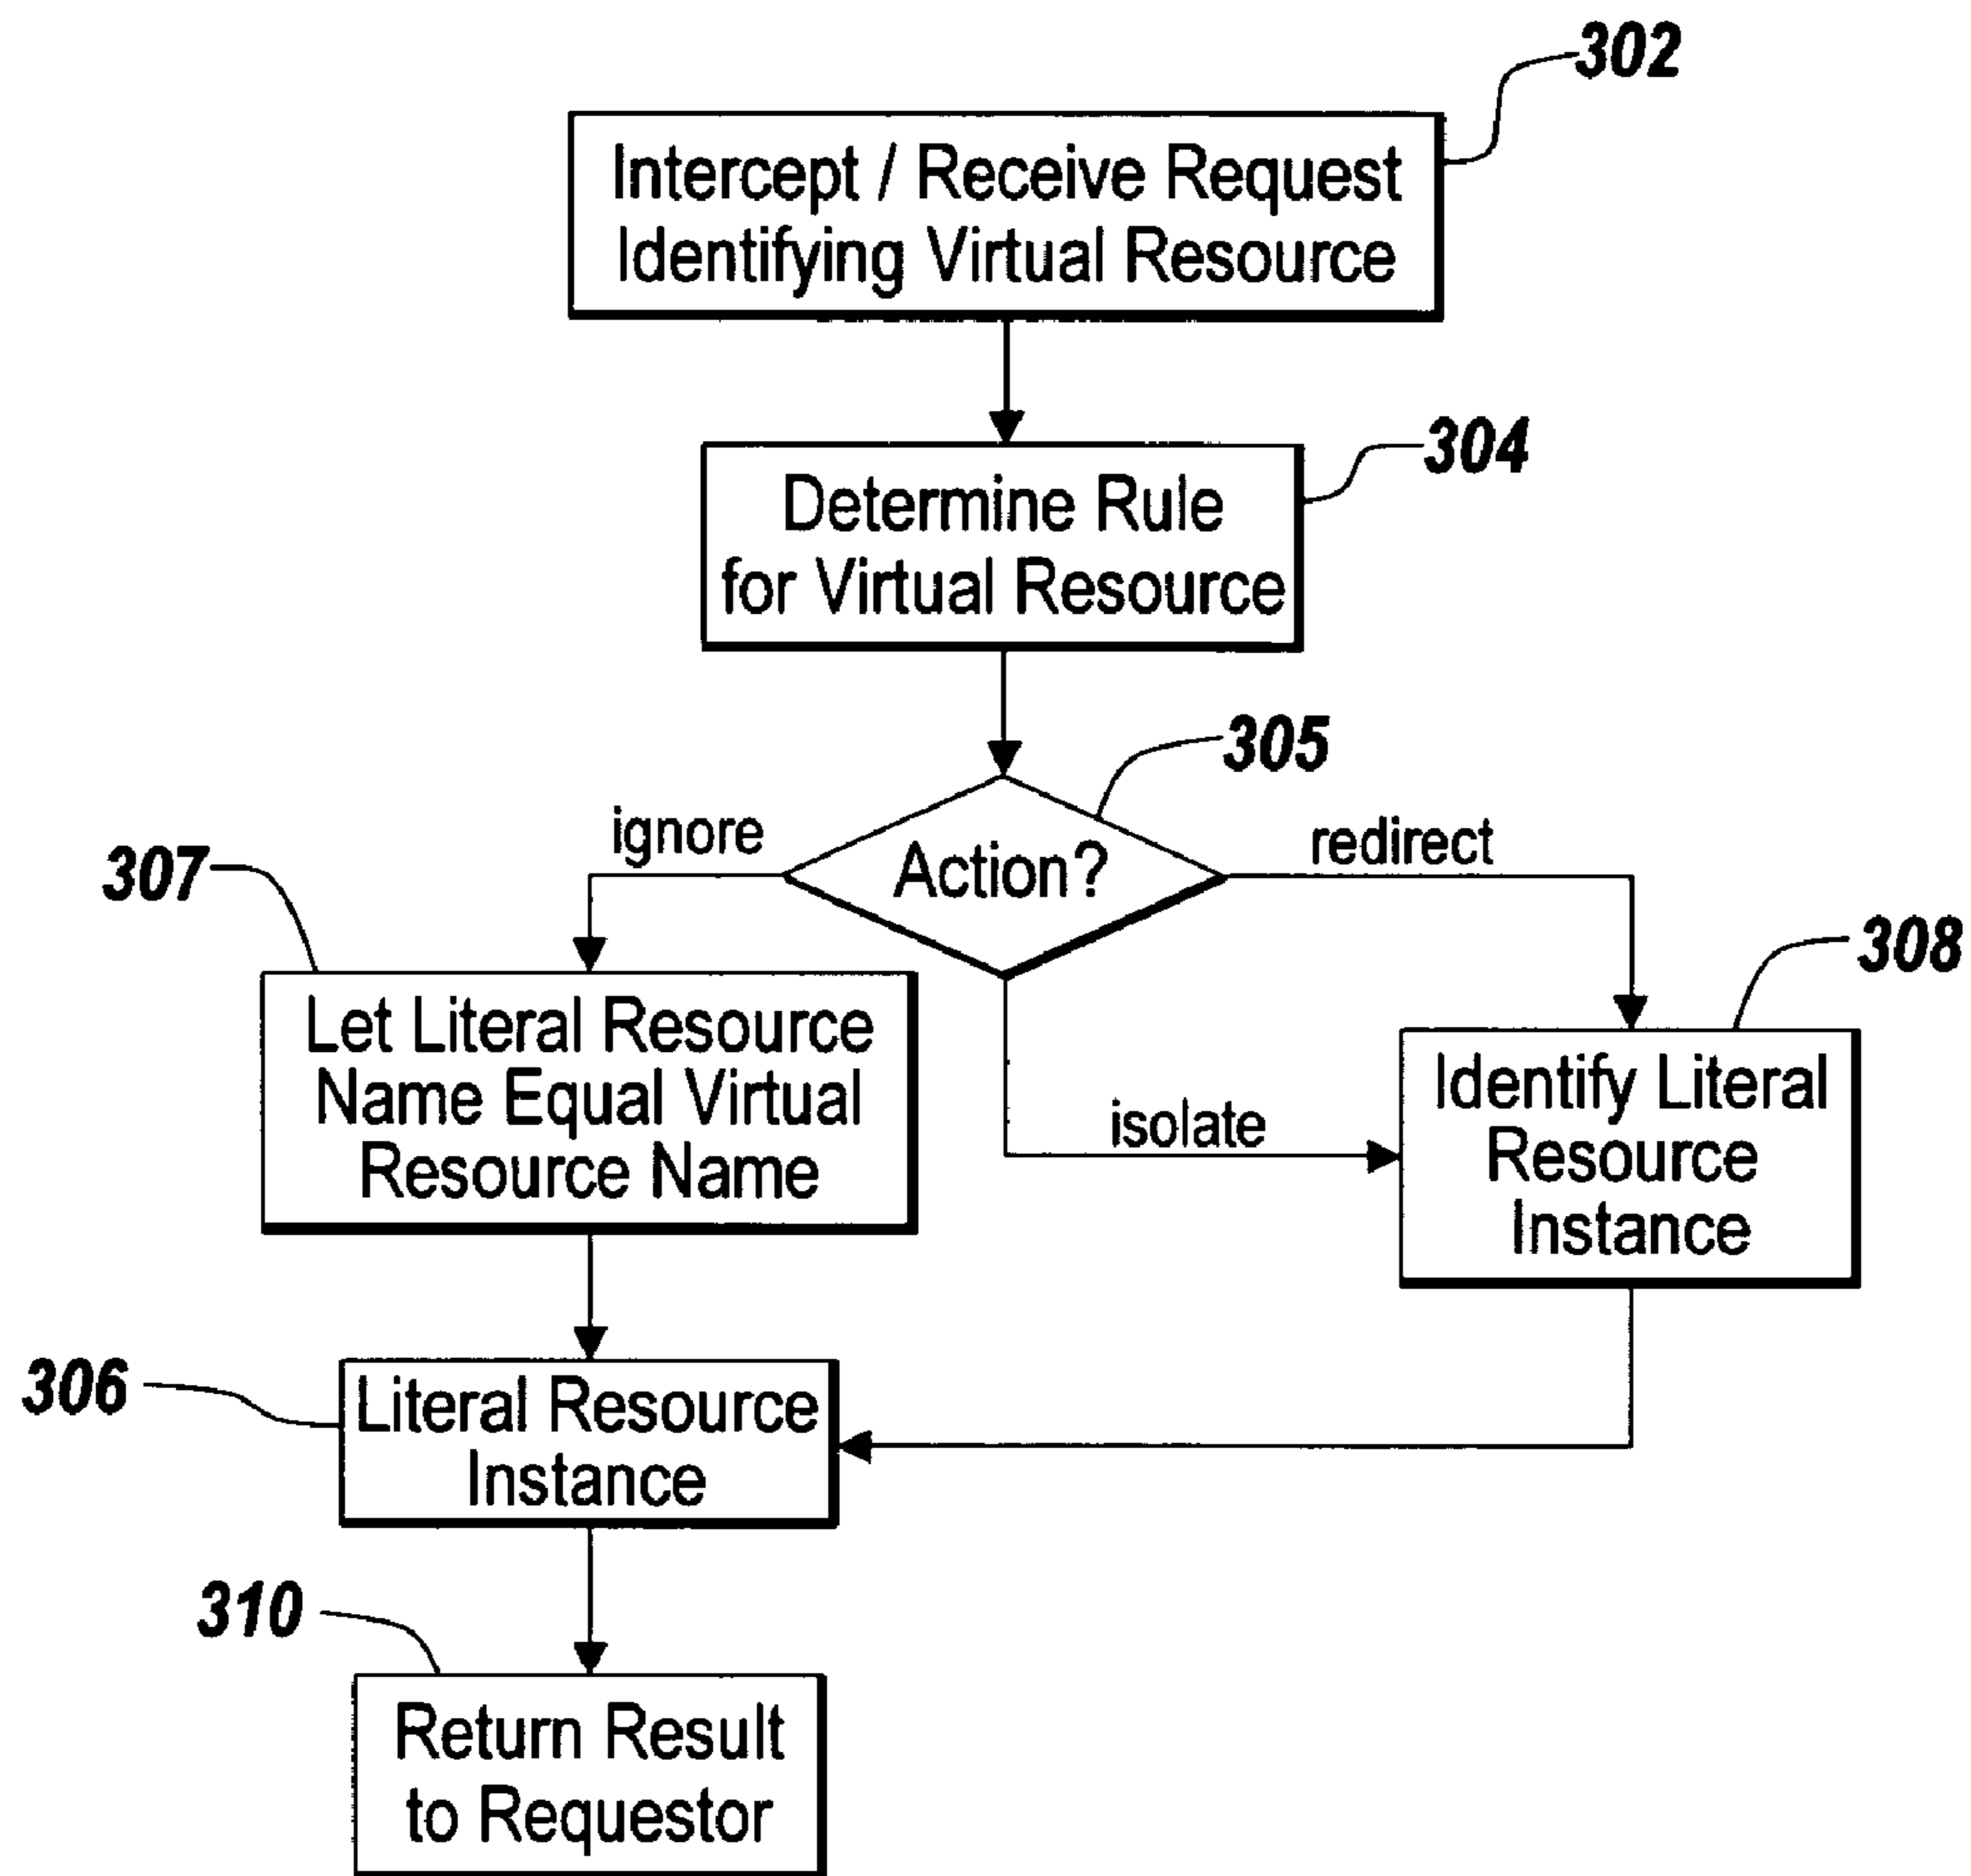 302
Intercept / Receive Request
Identifying Virtual Resource
304
Determine Rule
for Virtual Resource
305
ignore
Action?
redirect
307
308
Let Literal Resource
Name Equal Virtual
Resource Name
Identify Literal
Resource
Instance
isolate
306
Literal Resource
Instance
310
Return Result
to Requestor